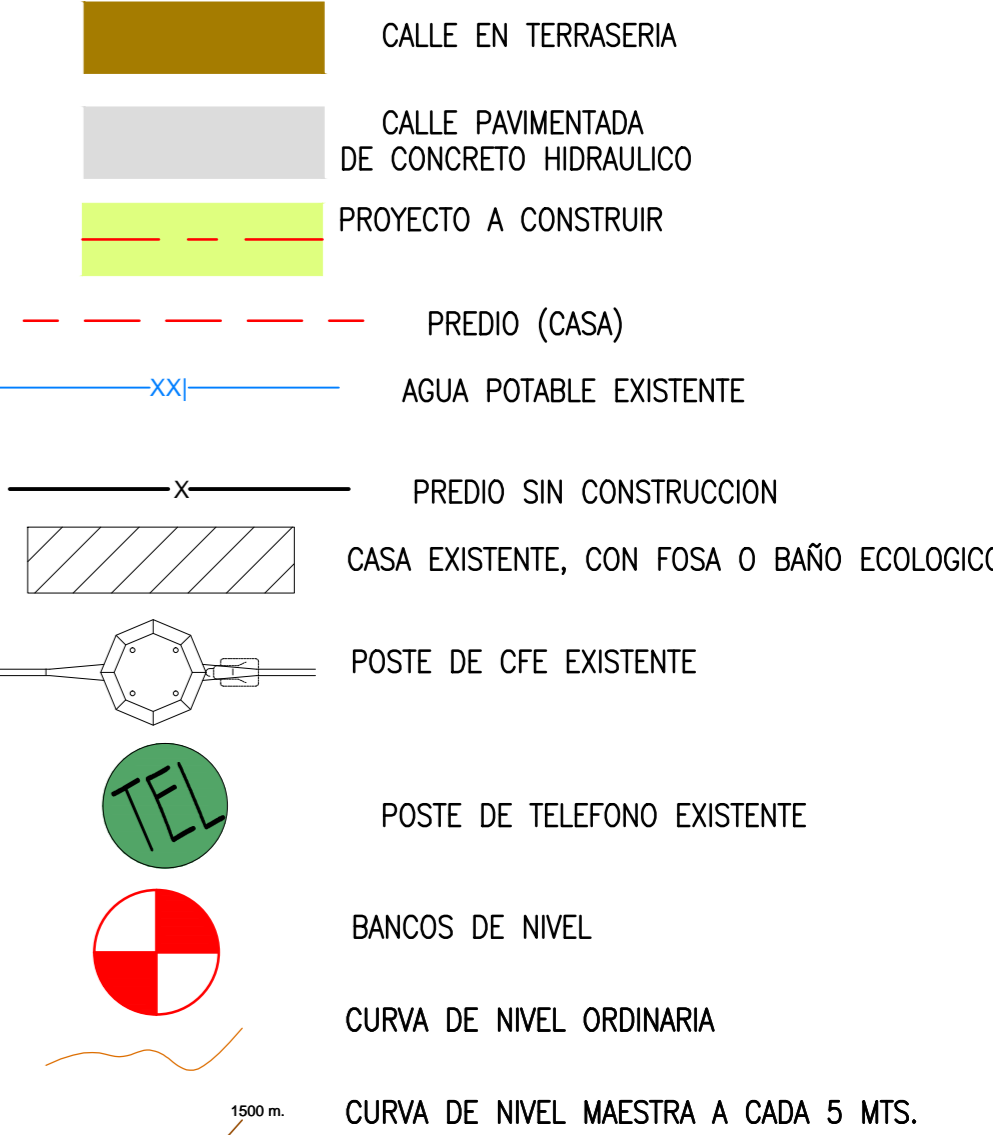 CALLE EN TERRASERIA
CALLE PAVIMENTADA
DE CONCRETO HIDRAULICO
PROYECTO A CONSTRUIR
PREDIO (CASA)
XX|
AGUA POTABLE EXISTENTE
X
PREDIO SIN CONSTRUCCION
CASA EXISTENTE, CON FOSA O BAÑO ECOLOGICO
POSTE DE CFE EXISTENTE
TEL
POSTE DE TELEFONO EXISTENTE
BANCOS DE NIVEL
CURVA DE NIVEL ORDINARIA
1500 m.
CURVA DE NIVEL MAESTRA A CADA 5 MTS.